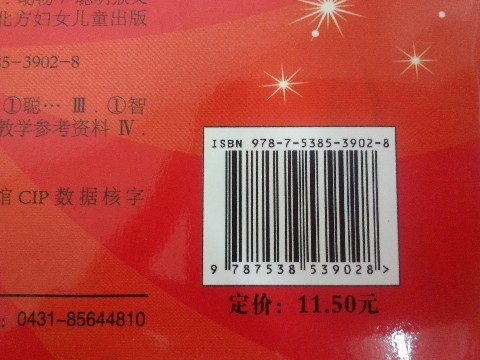 北方妇女儿童出版
85-3902-8
①聪… Ⅲ.①智
教学参考资料 Ⅳ.
馆 CIP 数据核字
: 0431-85644810
ISBN 978-7-5385-3902-8
9 787538 539028 >
定价: 11.50元